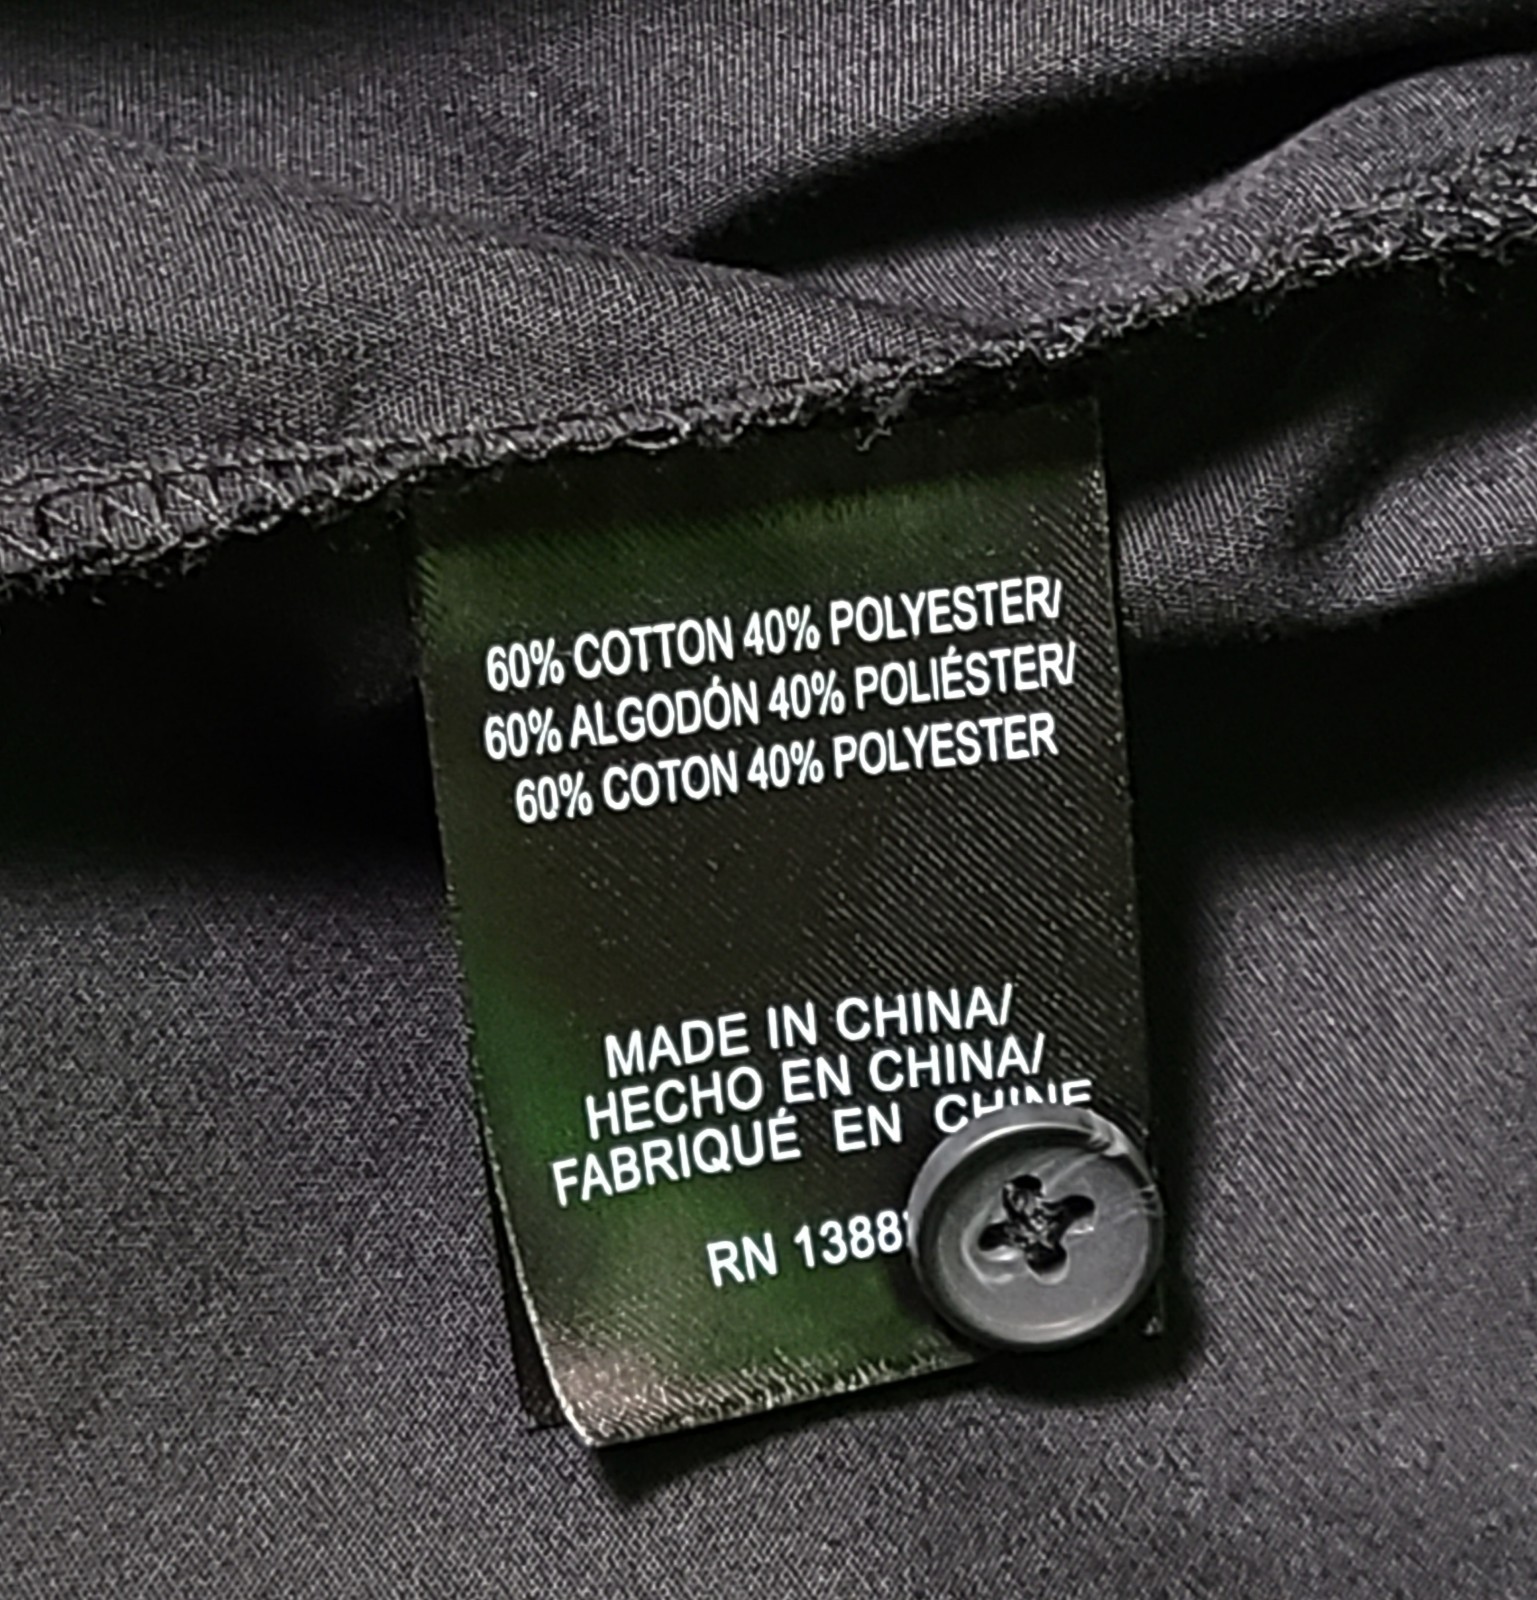 60% COTTON 40% POLYESTER/
60% ALGODÓN 40% POLIÉSTER/
60% COTON 40% POLYESTER
MADE IN CHINA/
HECHO EN CHINA/
FABRIQUÉ EN CHINE
RN